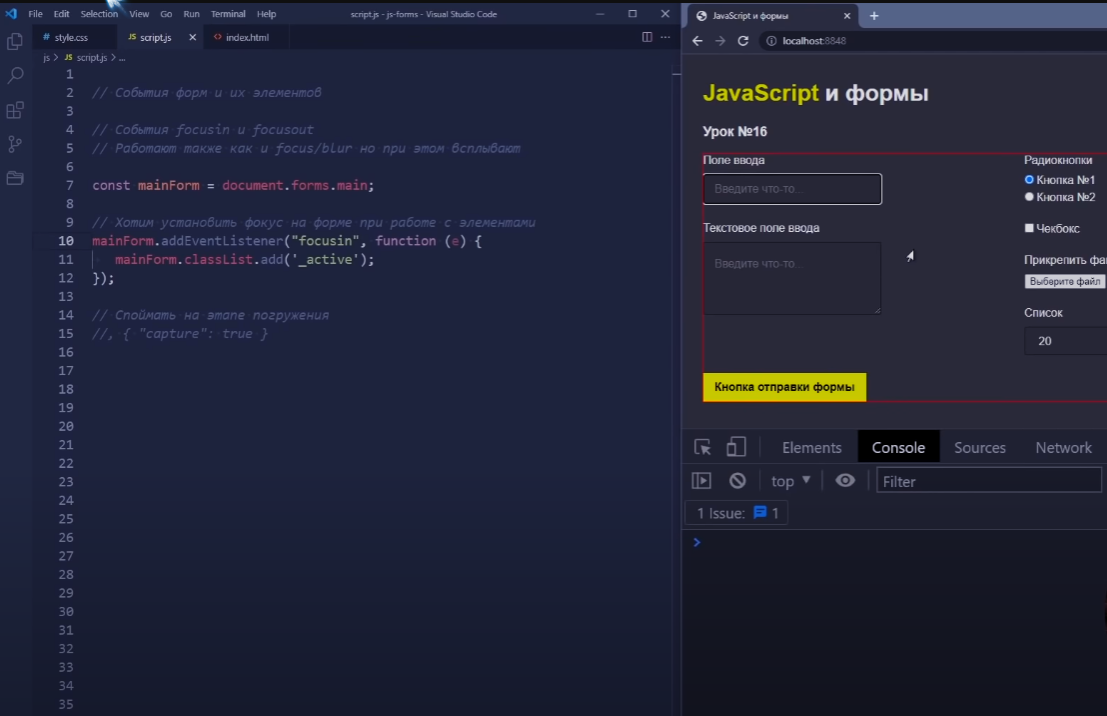 File Edit Selection View Go Run Terminal Help
script.js - js-forms - Visual Studio Code
# style.css
JS script.js
<> index.html
js > JS script.js > ...
1
2 // События форм и их элементов
3
4 // События focusin и focusout
5 // Работают также как и focus/blur но при этом всплывают
6
7 const mainForm = document.forms.main;
8
9 // Хотим установить фокус на форме при работе с элементами
10 mainForm.addEventListener("focusin", function (e) {
11 mainForm.classList.add('_active');
12 });
13
14 // Споймать на этапе погружения
15 //, { "capture": true }
16
17
18
19
20
21
22
23
24
25
26
27
28
29
30
31
32
33
34
35
JavaScript и формы
localhost:8848
JavaScript и формы
Урок №16
Поле ввода
Введите что-то...
Текстовое поле ввода
Введите что-то...
Кнопка отправки формы
Радиокнопки
Кнопка №1
Кнопка №2
Чекбокс
Прикрепить фа
Выберите файл
Список
20
Elements Console Sources Network
top ▼ Filter
1 Issue: 1
>